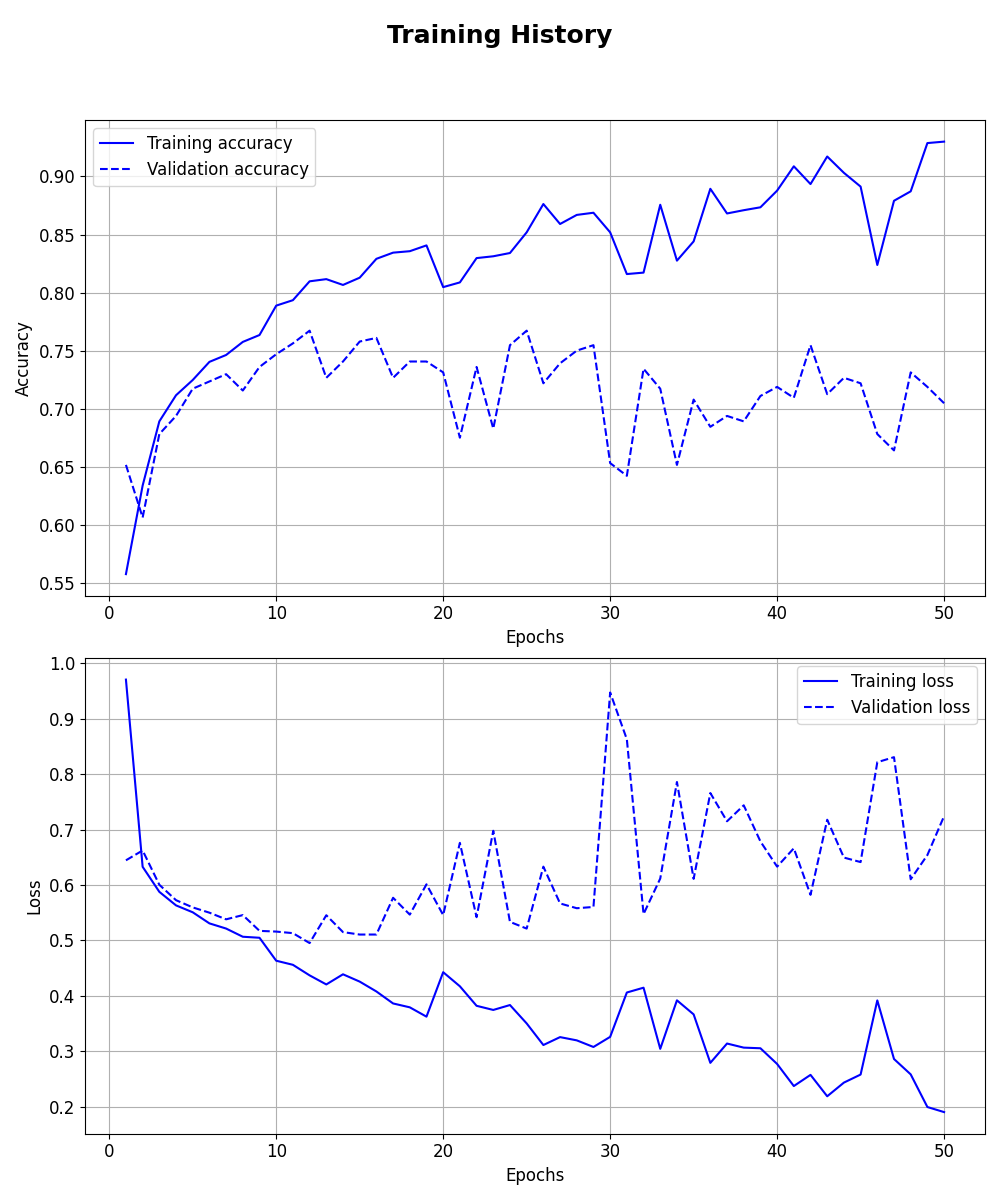 Training History
Training accuracy
Validation accuracy
0.90
0.85
0.80
0.75
0.70
0.65
0.60
0.55
Accuracy
0 10 20 30 40 50
Epochs
Training loss
Validation loss
1.0
0.9
0.8
0.7
0.6
0.5
0.4
0.3
0.2
Loss
0 10 20 30 40 50
Epochs